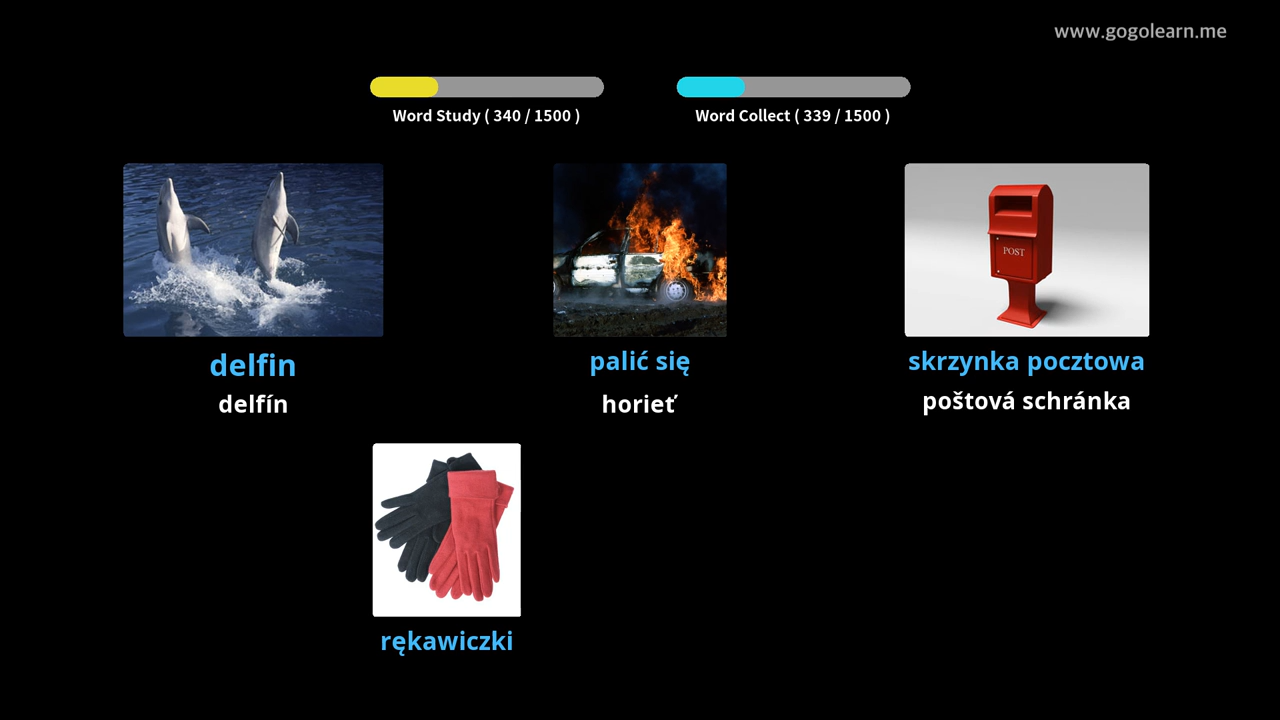 www.gogolearn.me
Word Study ( 340 / 1500 )
Word Collect ( 339 / 1500 )
POST
delfin
palić się
skrzynka pocztowa
delfín
horieť
poštová schránka
rękawiczki